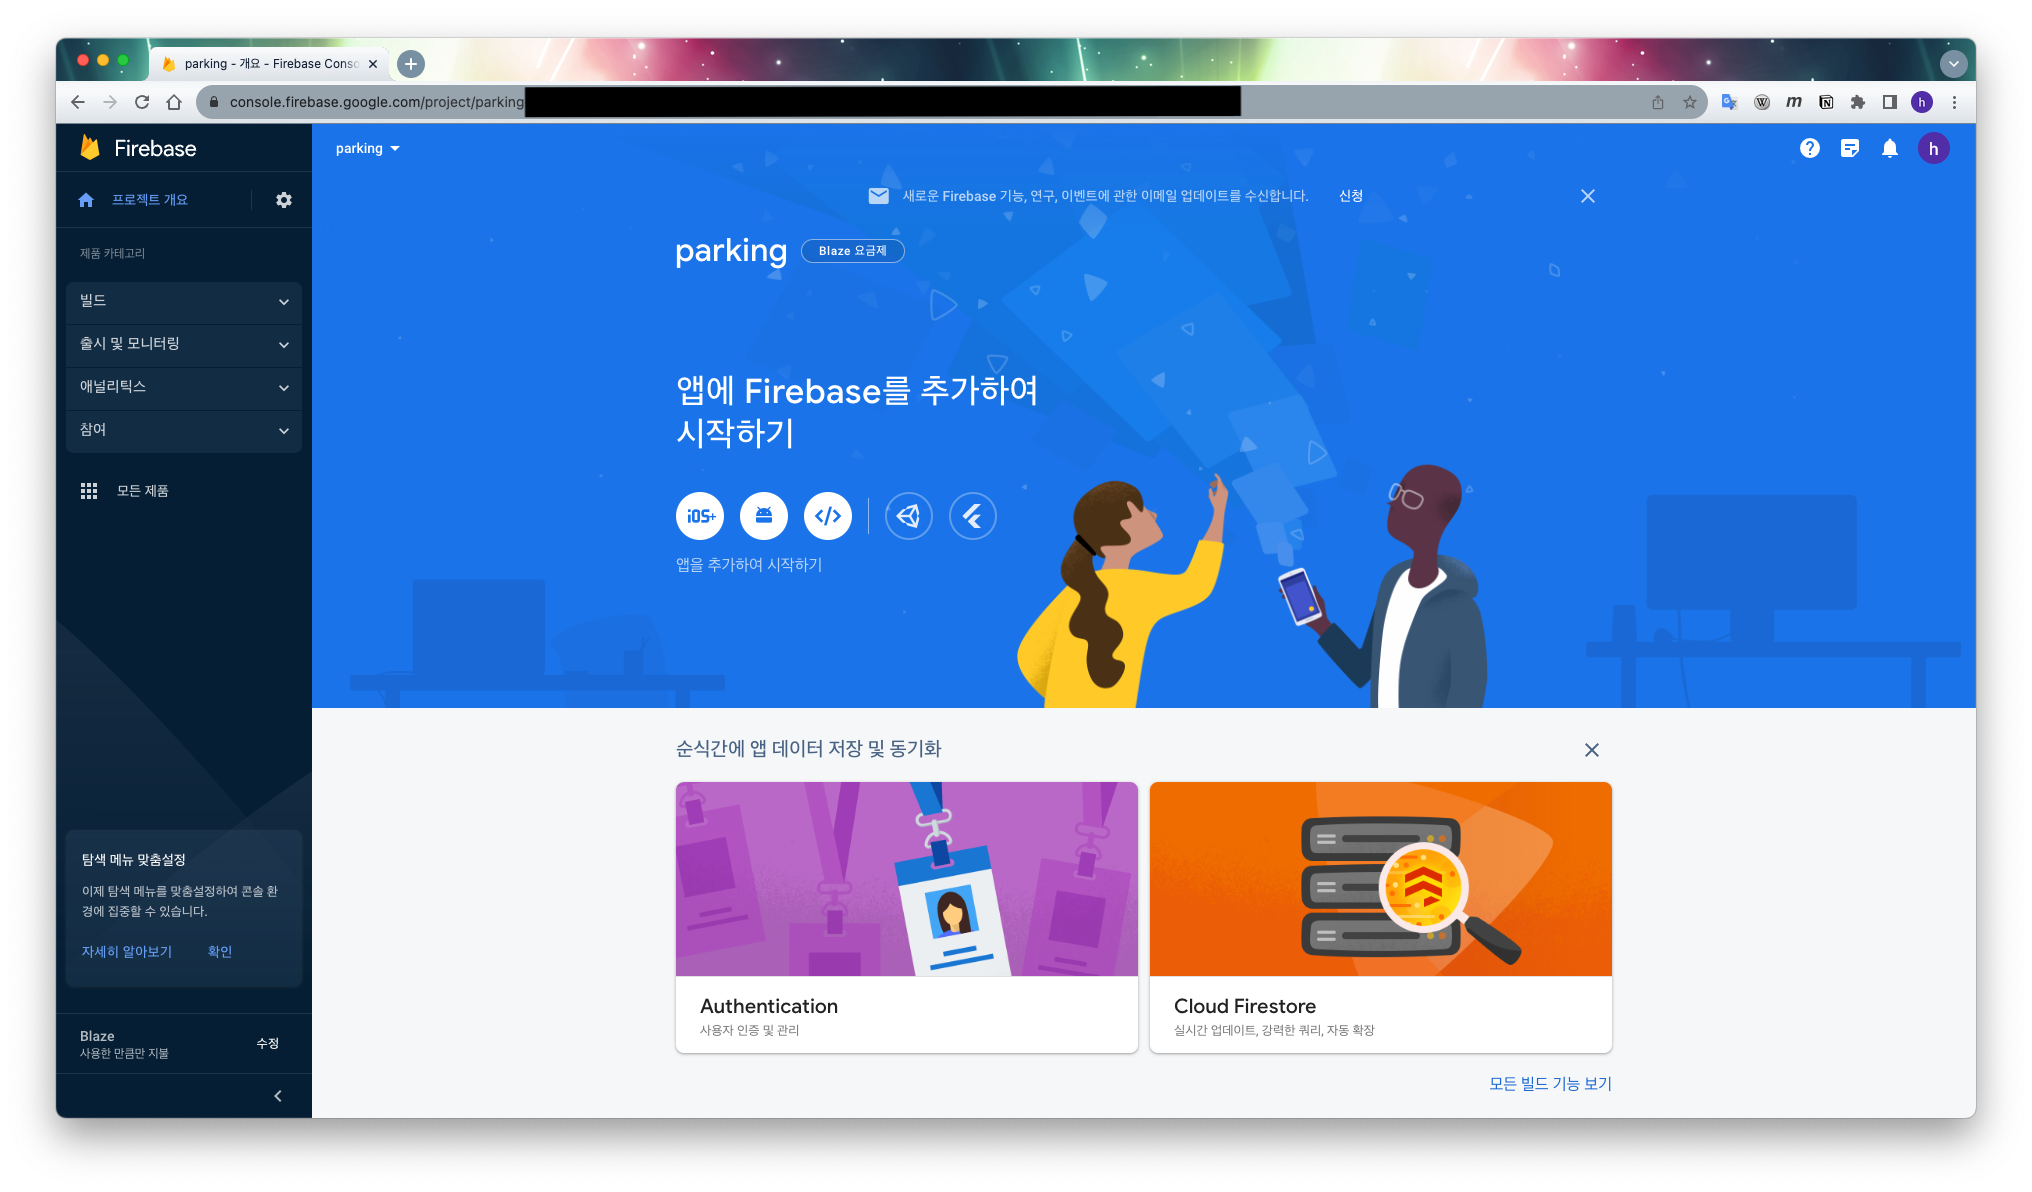 parking - 개요 - Firebase Conso
console.firebase.google.com/project/parking
h
Firebase
parking
h
프로젝트 개요
새로운 Firebase 기능, 연구, 이벤트에 관한 이메일 업데이트를 수신합니다.
신청
제품 카테고리
parking
Blaze 요금제
빌드
출시 및 모니터링
애널리틱스
참여
모든 제품
앱에 Firebase를 추가하여
시작하기
iOS+
앱을 추가하여 시작하기
순식간에 앱 데이터 저장 및 동기화
Authentication
사용자 인증 및 관리
Cloud Firestore
실시간 업데이트, 강력한 쿼리, 자동 확장
모든 빌드 기능 보기
탐색 메뉴 맞춤설정
이제 탐색 메뉴를 맞춤설정하여 콘솔 환
경에 집중할 수 있습니다.
자세히 알아보기
확인
Blaze
사용한 만큼만 지불
수정